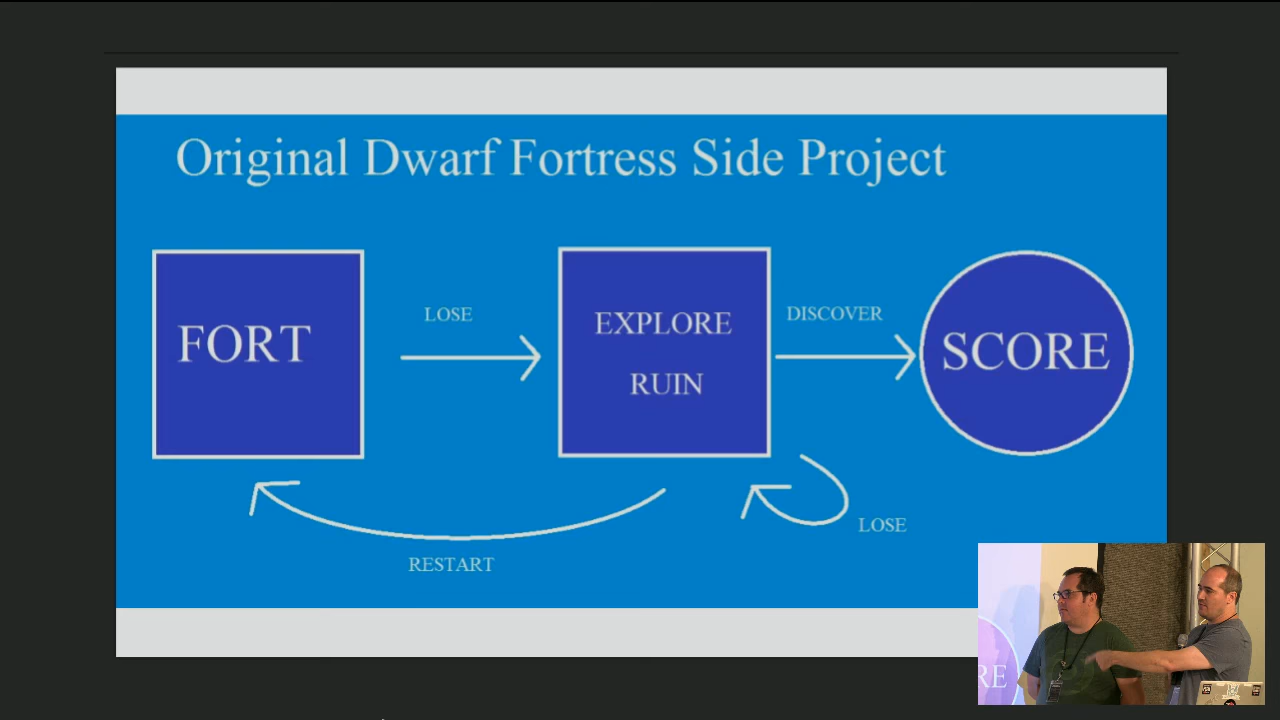 Original Dwarf Fortress Side Project
FORT
LOSE
EXPLORE
RUIN
DISCOVER
SCORE
RESTART
LOSE
RE